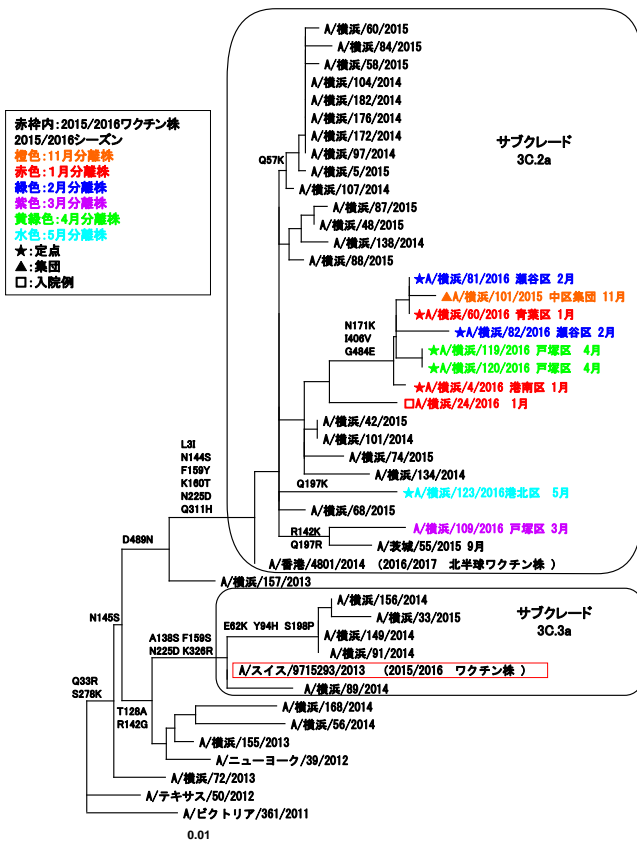 A/横浜/60/2015
A/横浜/84/2015
A/横浜/58/2015
A/横浜/104/2014
A/横浜/182/2014
A/横浜/176/2014
A/横浜/172/2014
A/横浜/97/2014
A/横浜/5/2015
A/横浜/107/2014
A/横浜/87/2015
A/横浜/48/2015
A/横浜/138/2014
A/横浜/88/2015
サブクレード
3C.2a
赤枠内:2015/2016ワクチン株
2015/2016シーズン
橙色:11月分離株
赤色:1月分離株
緑色:2月分離株
紫色:3月分離株
黄緑色:4月分離株
水色:5月分離株
★:定点
▲:集団
□:入院例
Q57K
★A/横浜/81/2016 瀬谷区 2月
▲A/横浜/101/2015 中区集団 11月
★A/横浜/60/2016 青葉区 1月
★A/横浜/82/2016 瀬谷区 2月
★A/横浜/119/2016 戸塚区 4月
★A/横浜/120/2016 戸塚区 4月
★A/横浜/4/2016 港南区 1月
□A/横浜/24/2016 1月
N171K
I406V
G484E
A/横浜/42/2015
A/横浜/101/2014
A/横浜/74/2015
A/横浜/134/2014
Q197K
★A/横浜/123/2016港北区 5月
A/横浜/68/2015
R142K
Q197R
A/横浜/109/2016 戸塚区 3月
A/茨城/55/2015 9月
A/香港/4801/2014 (2016/2017 北半球ワクチン株 )
L3I
N144S
F159Y
K160T
N225D
Q311H
D489N
A/横浜/157/2013
N145S
A/横浜/156/2014
A/横浜/33/2015
A/横浜/149/2014
A/横浜/91/2014
A/スイス/9715293/2013 (2015/2016 ワクチン株 )
A/横浜/89/2014
サブクレード
3C.3a
E62K Y94H S198P
A138S F159S
N225D K326R
Q33R
S278K
T128A
R142G
A/横浜/168/2014
A/横浜/56/2014
A/横浜/155/2013
A/ニューヨーク/39/2012
A/横浜/72/2013
A/テキサス/50/2012
A/ビクトリア/361/2011
0.01